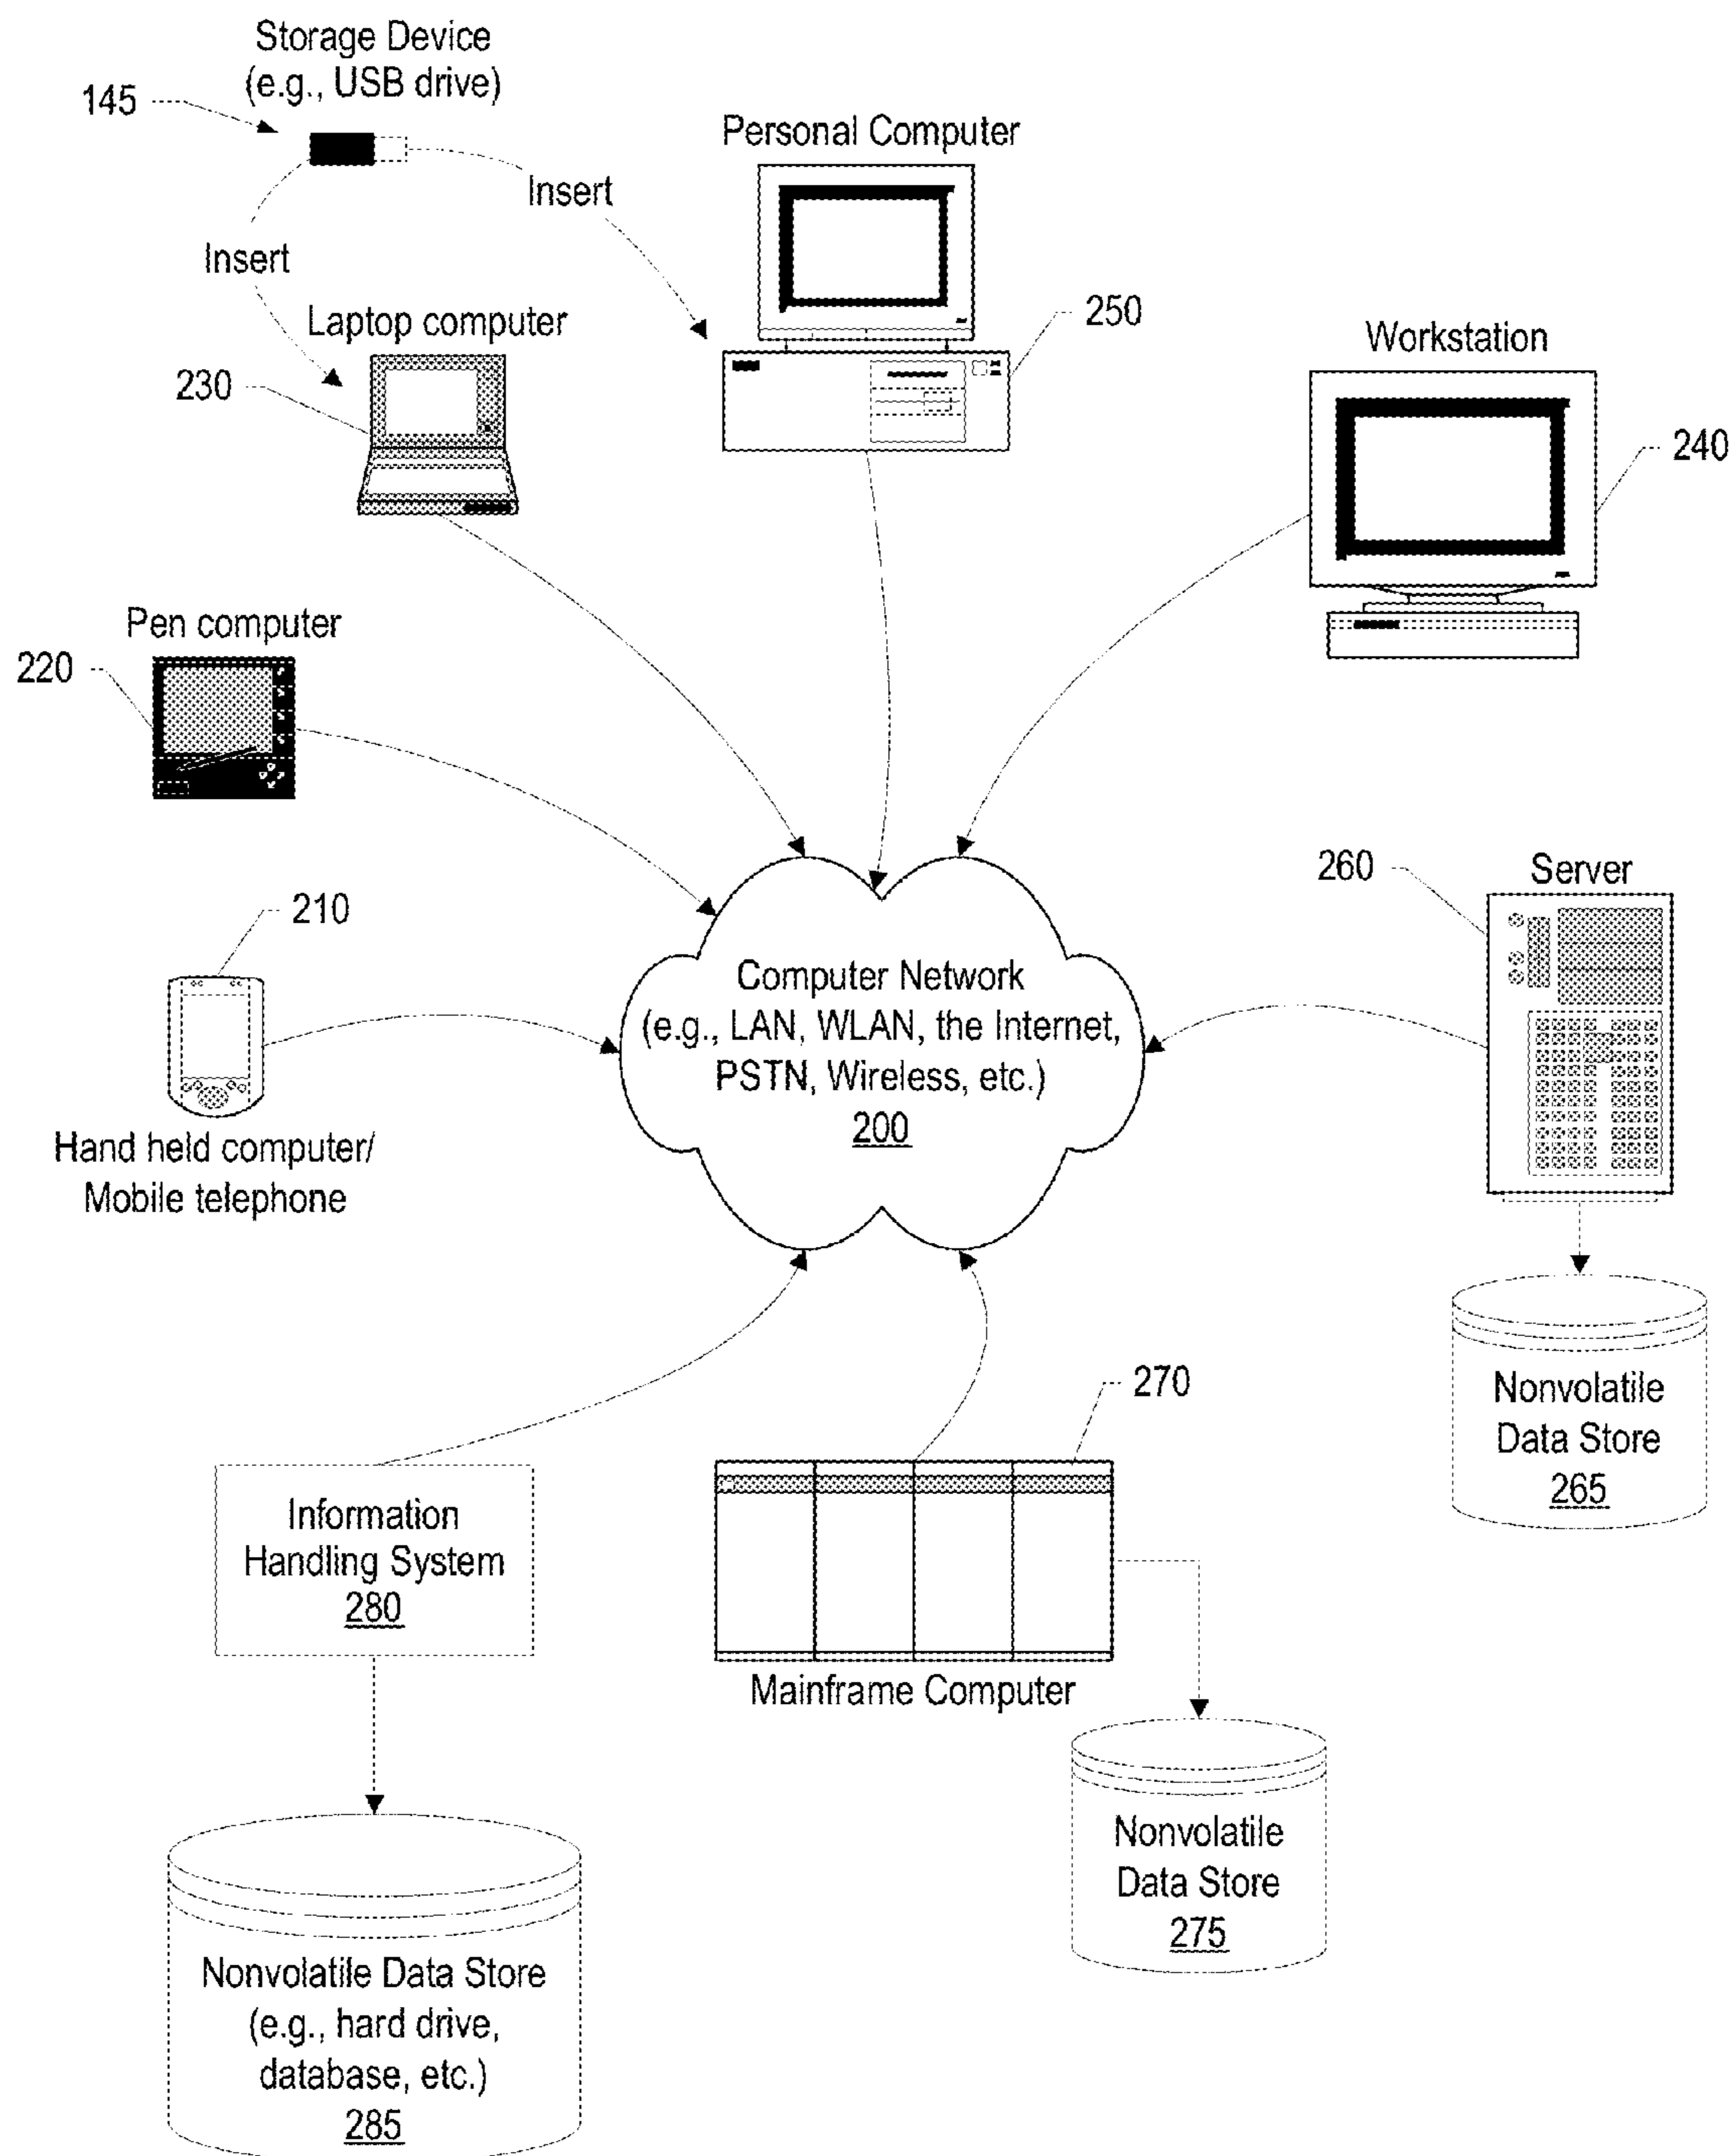 Storage Device
(e.g., USB drive)
145
Personal Computer
Insert
Insert
Laptop computer
250
Workstation
230
240
Pen computer
220
260
Server
210
Computer Network
(e.g., LAN, WLAN, the Internet,
PSTN, Wireless, etc.)
200
Hand held computer/
Mobile telephone
270
Nonvolatile
Data Store
265
Information
Handling System
280
Mainframe Computer
Nonvolatile
Data Store
275
Nonvolatile Data Store
(e.g., hard drive,
database, etc.)
285